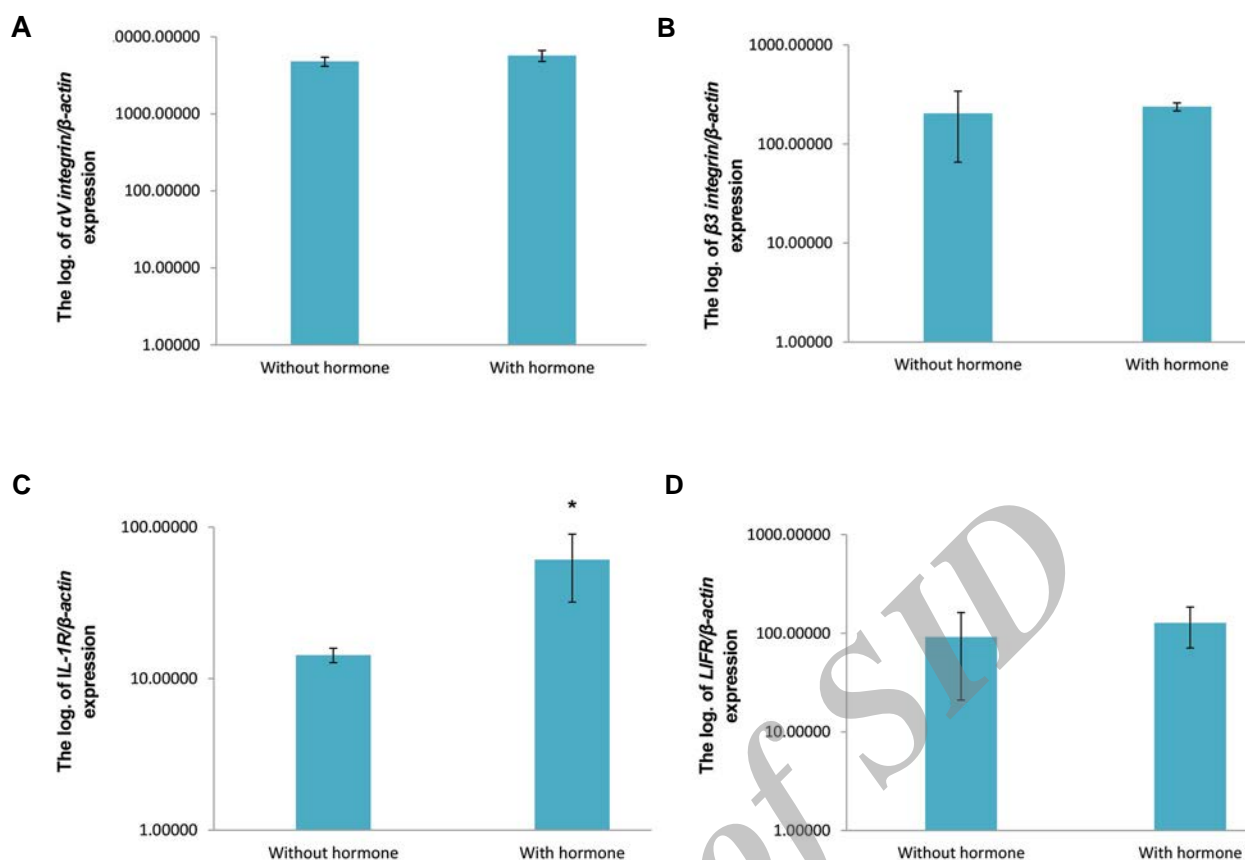 A
0000.00000
1000.00000
100.00000
10.00000
1.00000
The log. of αV integrin/β-actin
expression
Without hormone
With hormone
B
1000.00000
100.00000
10.00000
1.00000
The log. of β3 integrin/β-actin
expression
Without hormone
With hormone
C
*
100.00000
10.00000
1.00000
The log. of IL-1R/β-actin
expression
Without hormone
With hormone
D
1000.00000
100.00000
10.00000
1.00000
The log. of LIFR/β-actin
expression
Without hormone
With hormone
of SID